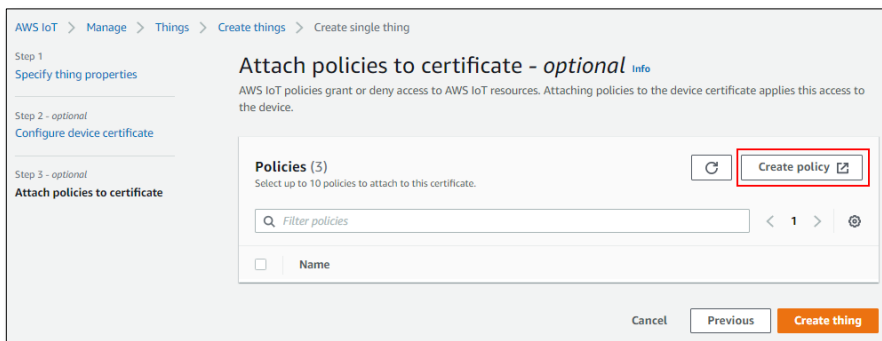 AWS IoT > Manage > Things > Create things > Create single thing
Step 1
Specify thing properties
Step 2 - optional
Configure device certificate
Step 3 - optional
Attach policies to certificate
Attach policies to certificate - optional Info
AWS IoT policies grant or deny access to AWS IoT resources. Attaching policies to the device certificate applies this access to
the device.
Policies (3)
Select up to 10 policies to attach to this certificate.
Create policy
Filter policies
< 1 >
Name
Cancel Previous Create thing